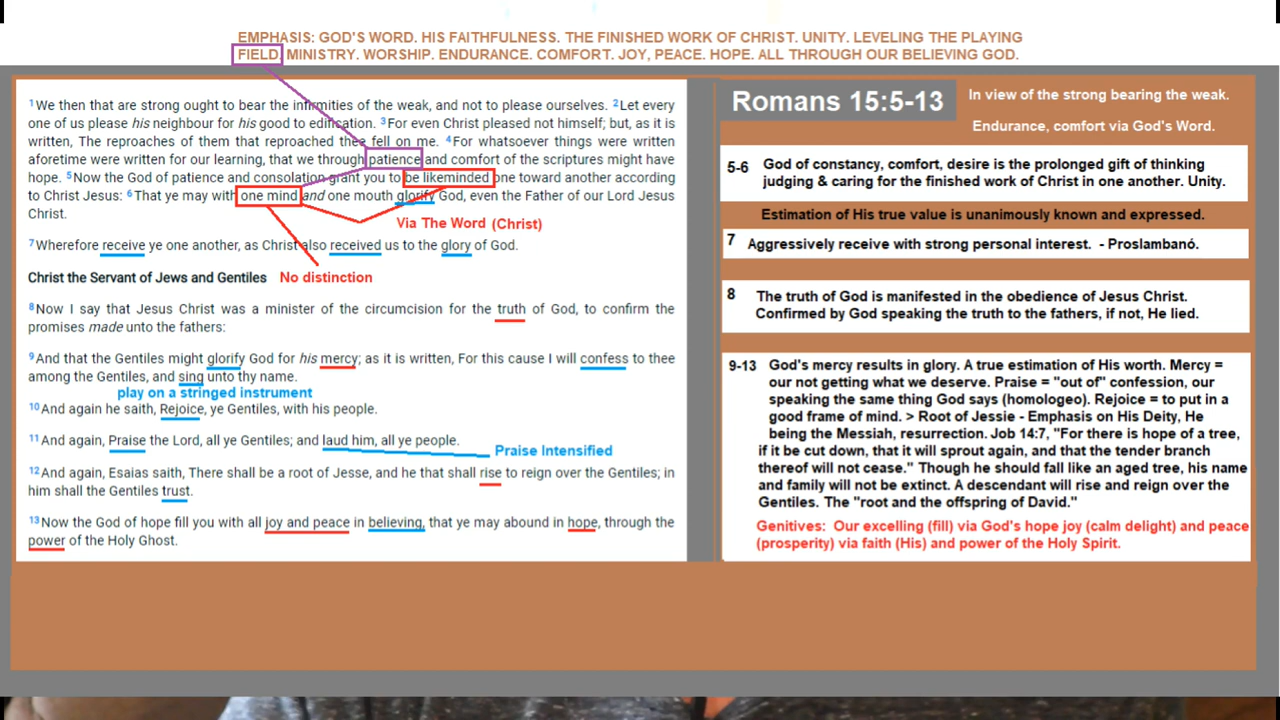 EMPHASIS: GOD'S WORD. HIS FAITHFULNESS. THE FINISHED WORK OF CHRIST. UNITY. LEVELING THE PLAYING
FIELD MINISTRY. WORSHIP. ENDURANCE. COMFORT. JOY, PEACE. HOPE. ALL THROUGH OUR BELIEVING GOD.
1We then that are strong ought to bear the infirmities of the weak, and not to please ourselves. 2Let every
one of us please his neighbour for his good to edification. 3For even Christ pleased not himself; but, as it is
written, The reproaches of them that reproached thee fell on me. 4For whatsoever things were written
aforetime were written for our learning, that we through patience and comfort of the scriptures might have
hope. 5Now the God of patience and consolation grant you to be likeminded one toward another according
to Christ Jesus: 6That ye may with one mind and one mouth glorify God, even the Father of our Lord Jesus
Christ.
Via The Word (Christ)
7Wherefore receive ye one another, as Christ also received us to the glory of God.
Christ the Servant of Jews and Gentiles
No distinction
8Now I say that Jesus Christ was a minister of the circumcision for the truth of God, to confirm the
promises made unto the fathers:
9And that the Gentiles might glorify God for his mercy; as it is written, For this cause I will confess to thee
among the Gentiles, and sing unto thy name.
play on a stringed instrument
10And again he saith, Rejoice, ye Gentiles, with his people.
11And again, Praise the Lord, all ye Gentiles; and laud him, all ye people.
Praise Intensified
12And again, Esaias saith, There shall be a root of Jesse, and he that shall rise to reign over the Gentiles; in
him shall the Gentiles trust.
13Now the God of hope fill you with all joy and peace in believing, that ye may abound in hope, through the
power of the Holy Ghost.
Romans 15:5-13
In view of the strong bearing the weak.
Endurance, comfort via God's Word.
5-6 God of constancy, comfort, desire is the prolonged gift of thinking
judging & caring for the finished work of Christ in one another. Unity.
Estimation of His true value is unanimously known and expressed.
7 Aggressively receive with strong personal interest. - Proslambanó.
8 The truth of God is manifested in the obedience of Jesus Christ.
Confirmed by God speaking the truth to the fathers, if not, He lied.
9-13 God's mercy results in glory. A true estimation of His worth. Mercy =
our not getting what we deserve. Praise = "out of" confession, our
speaking the same thing God says (homologeo). Rejoice = to put in a
good frame of mind. > Root of Jessie - Emphasis on His Deity, He
being the Messiah, resurrection. Job 14:7, "For there is hope of a tree,
if it be cut down, that it will sprout again, and that the tender branch
thereof will not cease." Though he should fall like an aged tree, his name
and family will not be extinct. A descendant will rise and reign over the
Gentiles. The "root and the offspring of David."
Genitives: Our excelling (fill) via God's hope joy (calm delight) and peace
(prosperity) via faith (His) and power of the Holy Spirit.